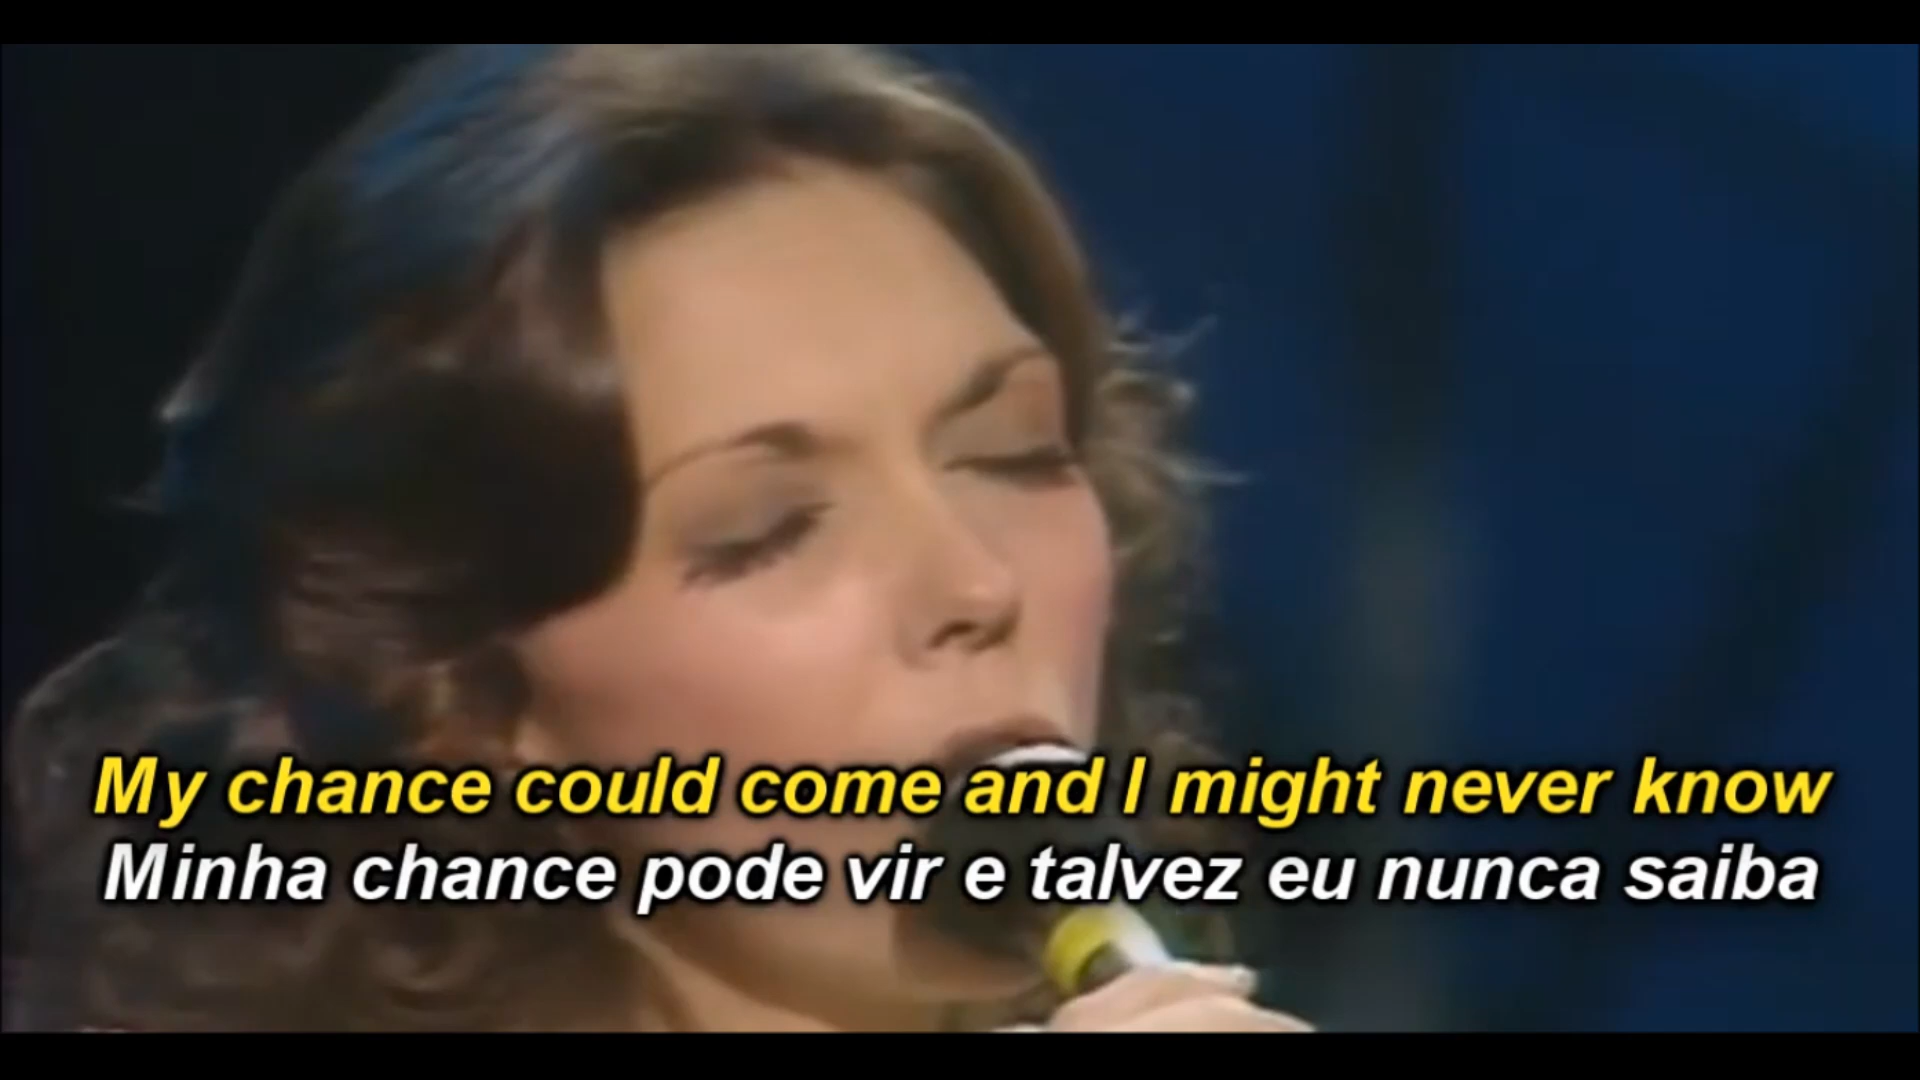 My chance could come and I might never know
Minha chance pode vir e talvez eu nunca saiba